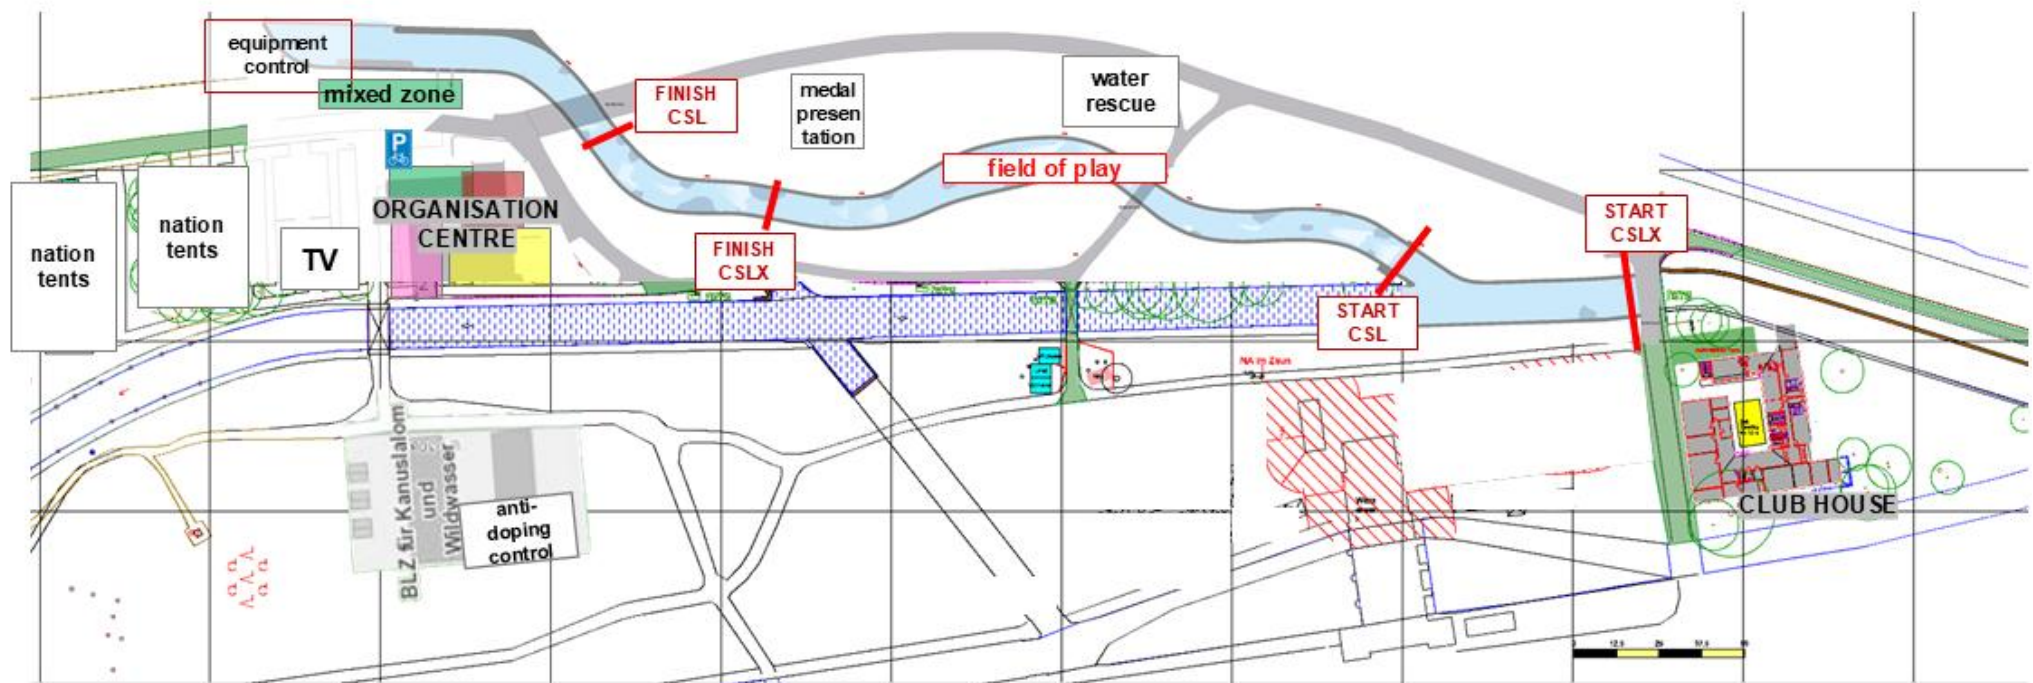 equipment
control
mixed zone
P
FINISH
CSL
medal
presen
tation
water
rescue
field of play
nation
tents
nation
tents
TV
ORGANISATION
CENTRE
FINISH
CSLX
START
CSL
START
CSLX
CLUB HOUSE
BLZ für Kanuslalom
und
Wildwasser
anti-
doping
control